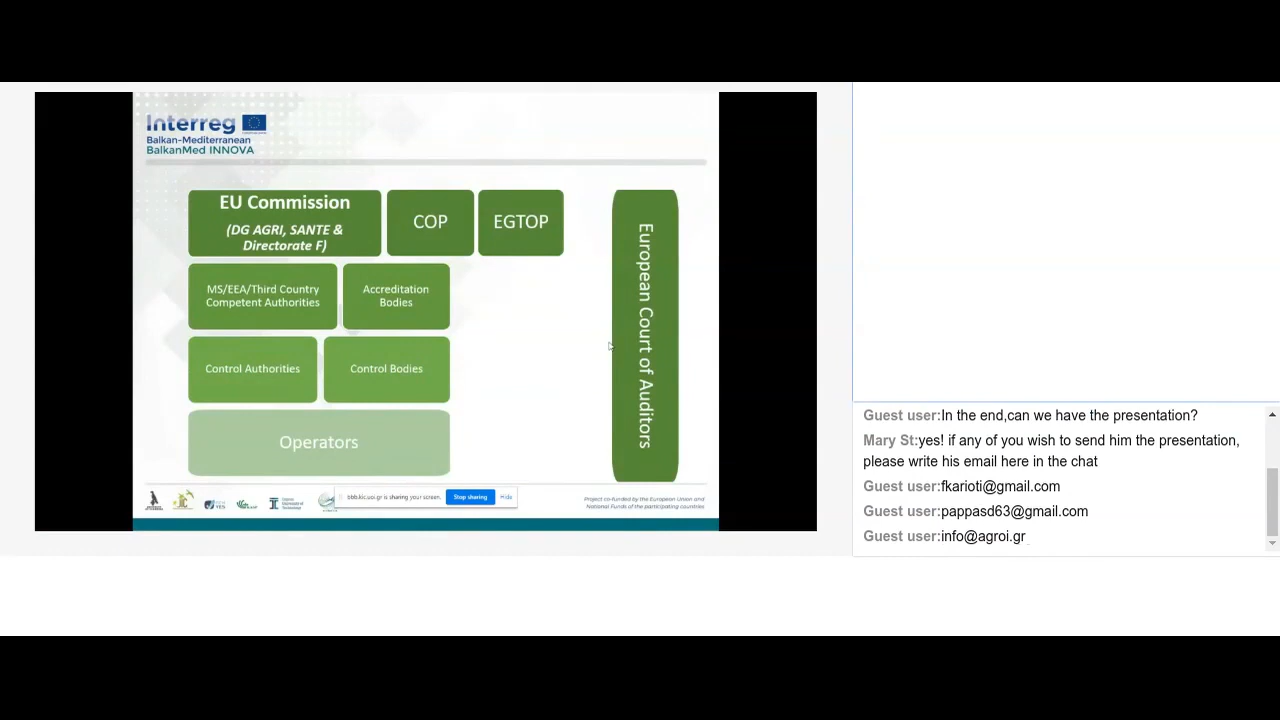 Interreg
Balkan-Mediterranean
BalkanMed INNOVA
EU Commission
(DG AGRI, SANTE &
Directorate F)
COP
EGTOP
MS/EEA/Third Country
Competent Authorities
Accreditation
Bodies
Control Authorities
Control Bodies
Operators
European Court of Auditors
bbb.kic.uoi.gr is sharing your screen.
Stop sharing
Hide
Project co-funded by the European Union and
National Funds of the participating countries
Guest user:In the end,can we have the presentation?
Mary St:yes! if any of you wish to send him the presentation,
please write his email here in the chat
Guest user:fkarioti@gmail.com
Guest user:pappasd63@gmail.com
Guest user:info@agroi.gr